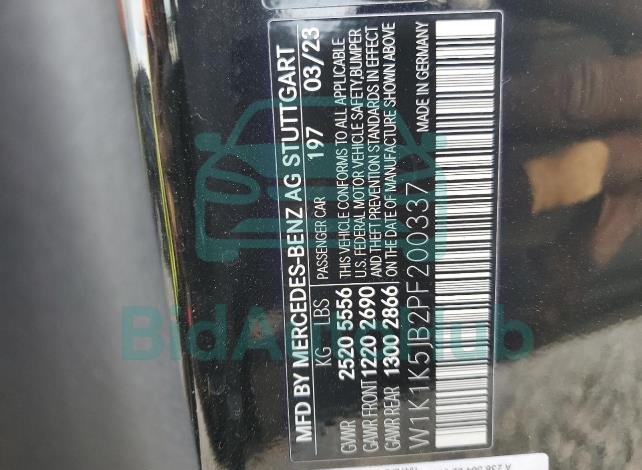 MFD BY MERCEDES-BENZ AG STUTTGART
KG LBS PASSENGER CAR 197 03/23
GVWR 2520 5556
GAWR FRONT 1220 2690
GAWR REAR 1300 2866
THIS VEHICLE CONFORMS TO ALL APPLICABLE
U.S. FEDERAL MOTOR VEHICLE SAFETY, BUMPER
AND THEFT PREVENTION STANDARDS IN EFFECT
ON THE DATE OF MANUFACTURE SHOWN ABOVE
W1K1K5JB2PF200337 MADE IN GERMANY
BidAutoHub